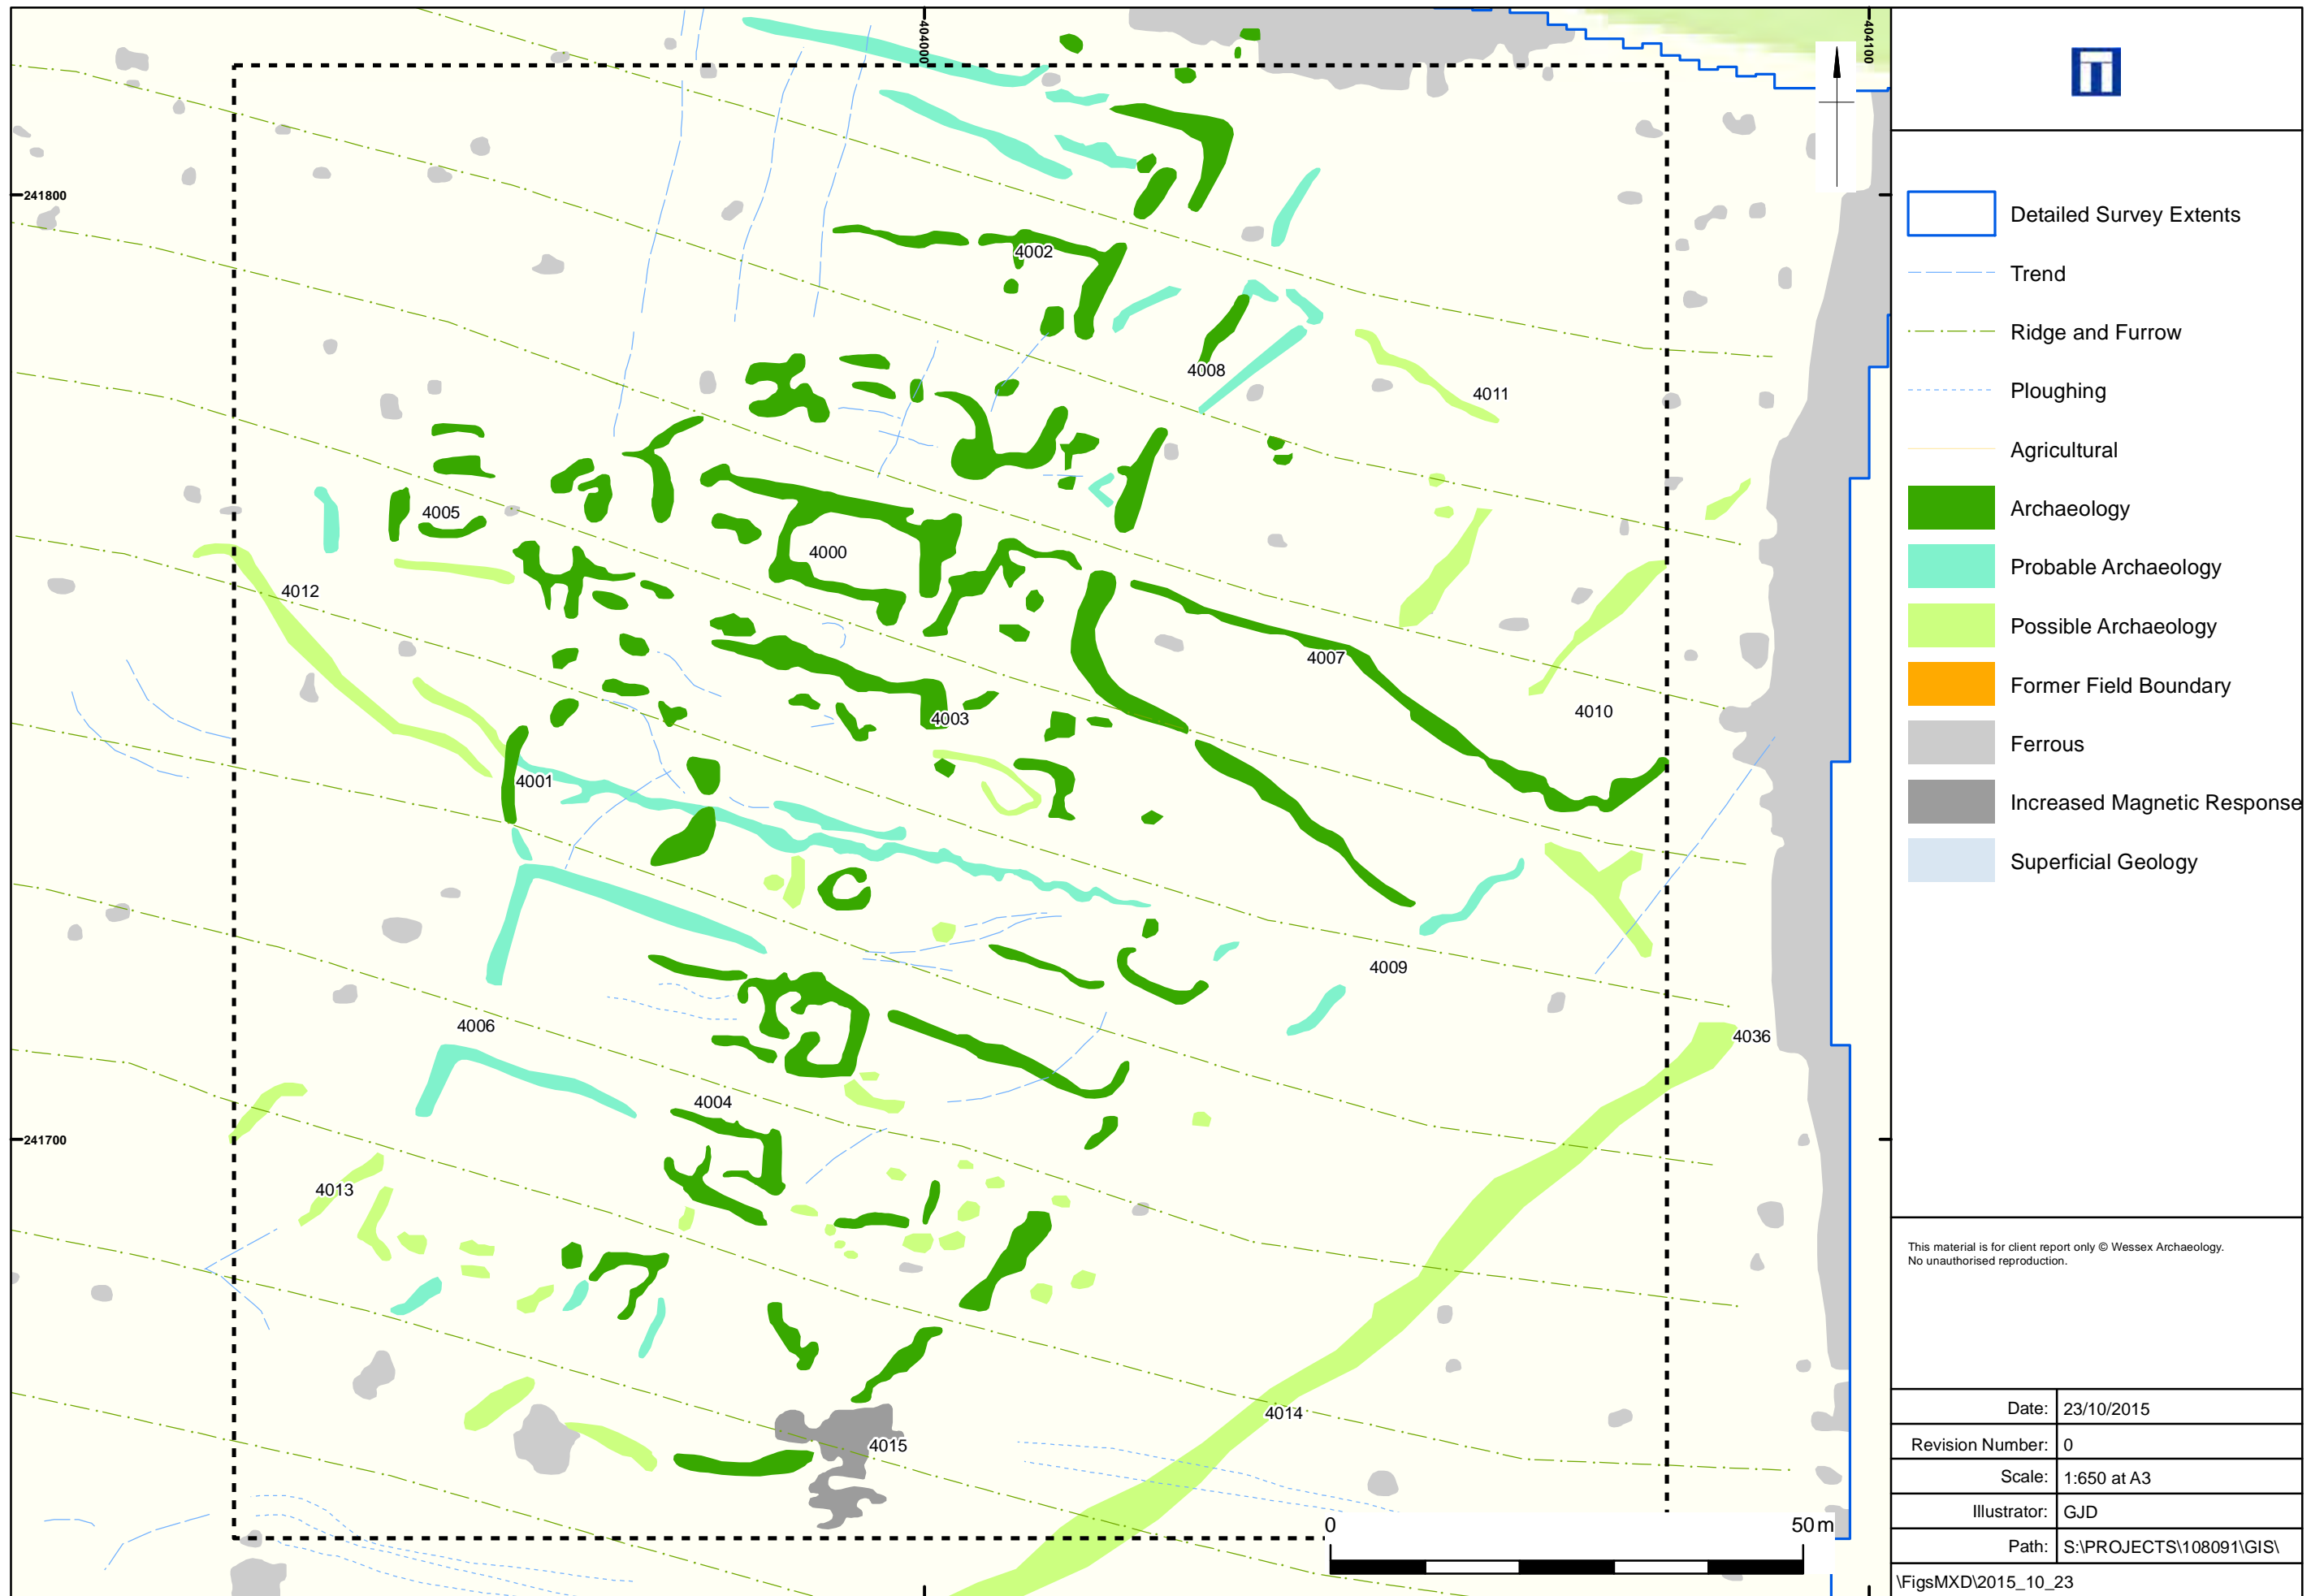 404000
404100
241800
4002
4008
4011
4005
4000
4012
4007
4003
4010
4001
4009
4006
4036
4004
241700
4013
4014
4015
0 50 m
Detailed Survey Extents
Trend
Ridge and Furrow
Ploughing
Agricultural
Archaeology
Probable Archaeology
Possible Archaeology
Former Field Boundary
Ferrous
Increased Magnetic Response
Superficial Geology
This material is for client report only © Wessex Archaeology.
No unauthorised reproduction.
Date: 23/10/2015
Revision Number: 0
Scale: 1:650 at A3
Illustrator: GJD
Path: S:\PROJECTS\108091\GIS\
\FigsMXD\2015_10_23